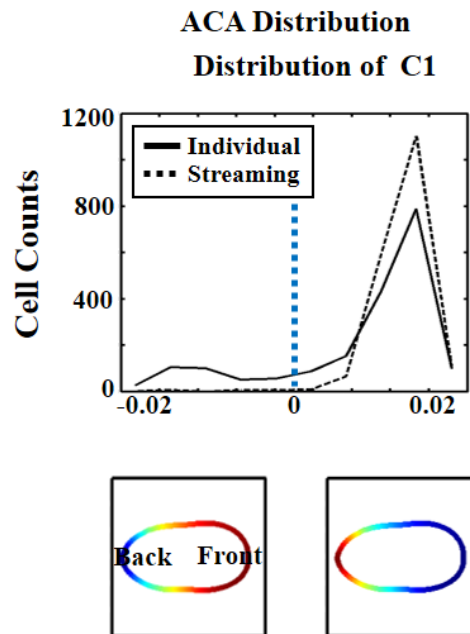 ACA Distribution
Distribution of C1
1200
Individual
Streaming
800
Cell Counts
400
0
-0.02
0
0.02
Back
Front